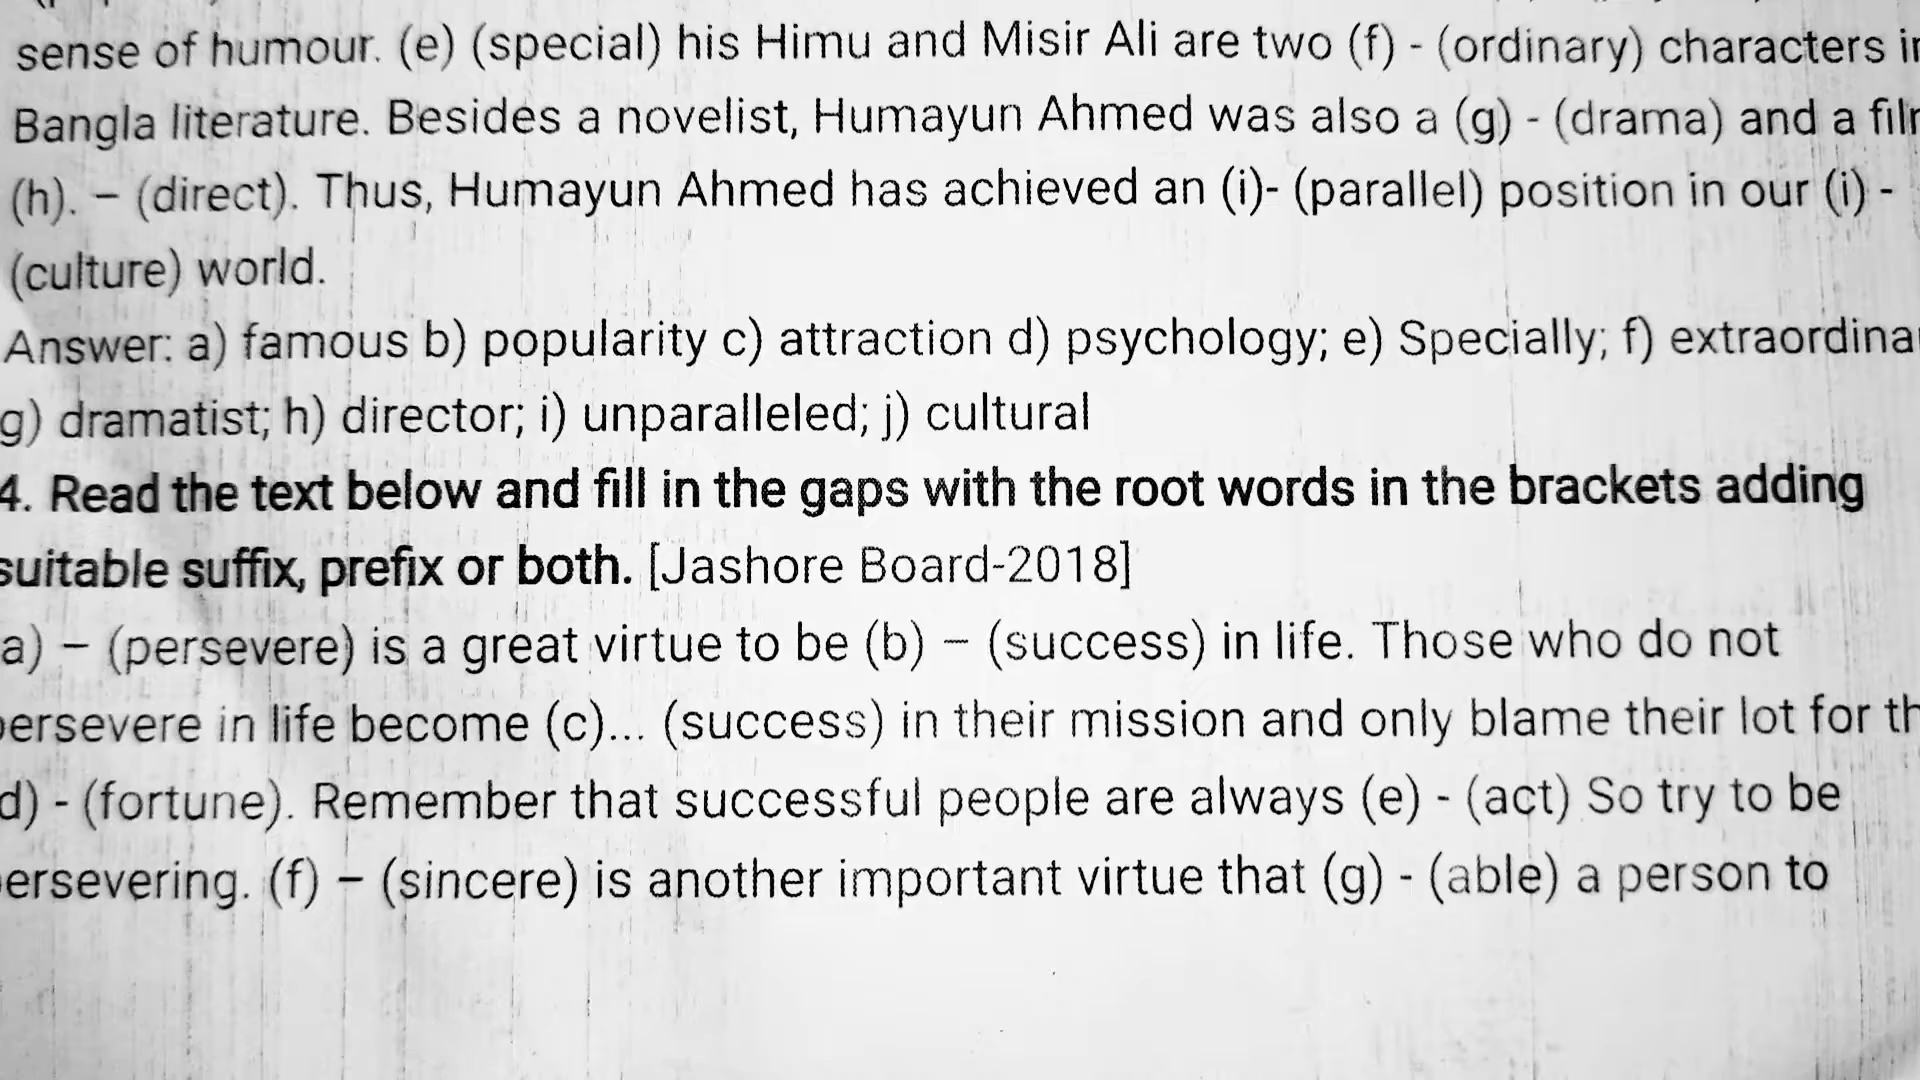 sense of humour. (e) (special) his Himu and Misir Ali are two (f) - (ordinary) characters in
Bangla literature. Besides a novelist, Humayun Ahmed was also a (g) - (drama) and a
(h). – (direct). Thus, Humayun Ahmed has achieved an (i)- (parallel) position in our (i) -
(culture) world.
Answer: a) famous b) popularity c) attraction d) psychology; e) Specially; f) extraordina
g) dramatist; h) director; i) unparalleled; j) cultural
4. Read the text below and fill in the gaps with the root words in the brackets adding
suitable suffix, prefix or both. [Jashore Board-2018]
a) – (persevere) is a great virtue to be (b) – (success) in life. Those who do not
persevere in life become (c)... (success) in their mission and only blame their lot for th
d) - (fortune). Remember that successful people are always (e) - (act) So try to be
ersevering. (f) – (sincere) is another important virtue that (g) - (able) a person to